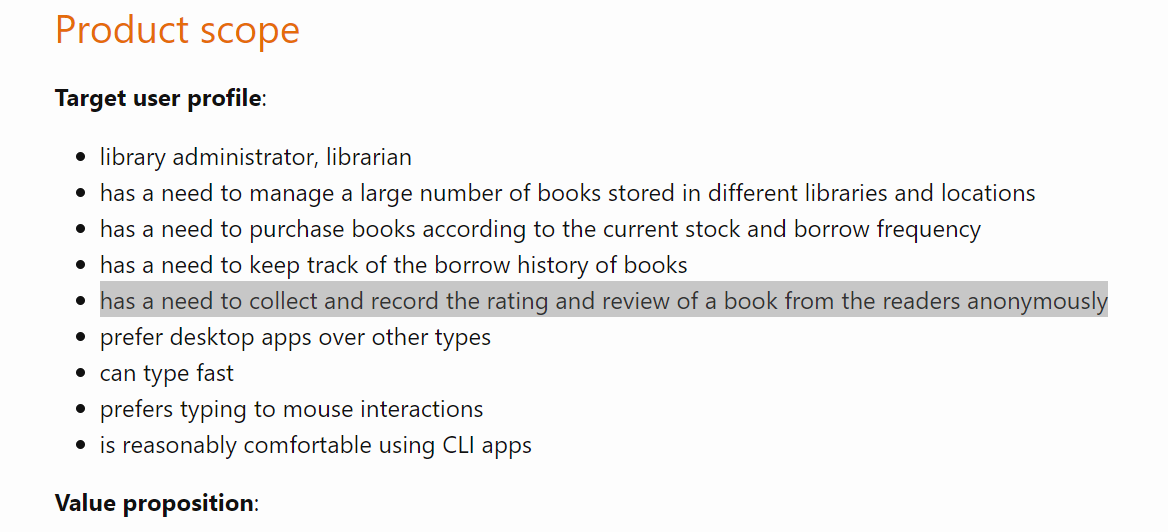 Product scope
Target user profile:
library administrator, librarian
has a need to manage a large number of books stored in different libraries and locations
has a need to purchase books according to the current stock and borrow frequency
has a need to keep track of the borrow history of books
has a need to collect and record the rating and review of a book from the readers anonymously
prefer desktop apps over other types
can type fast
prefers typing to mouse interactions
is reasonably comfortable using CLI apps
Value proposition: